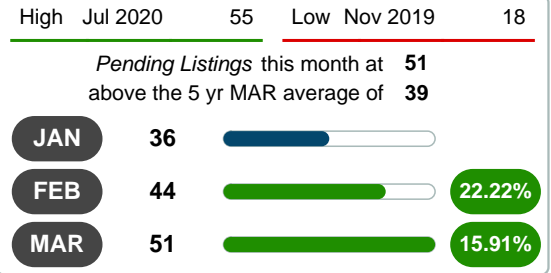 High Jul 2020 55 Low Nov 2019 18
Pending Listings this month at 51
above the 5 yr MAR average of 39
JAN 36
FEB 44 22.22%
MAR 51 15.91%